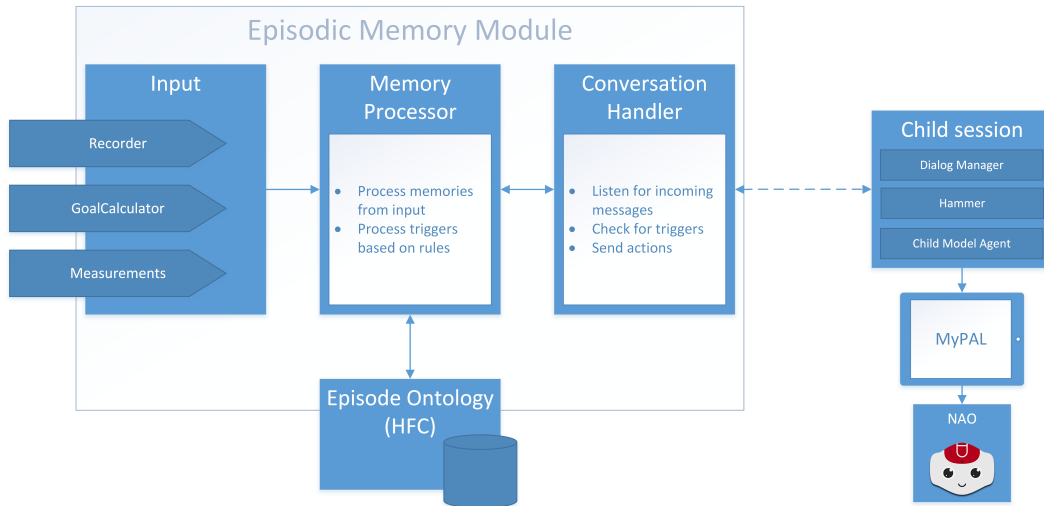 Episodic Memory Module
Input
Recorder
GoalCalculator
Measurements
Memory
Processor
● Process memories
from input
● Process triggers
based on rules
Conversation
Handler
● Listen for incoming
messages
● Check for triggers
● Send actions
Episode Ontology
(HFC)
Child session
Dialog Manager
Hammer
Child Model Agent
MyPAL
NAO